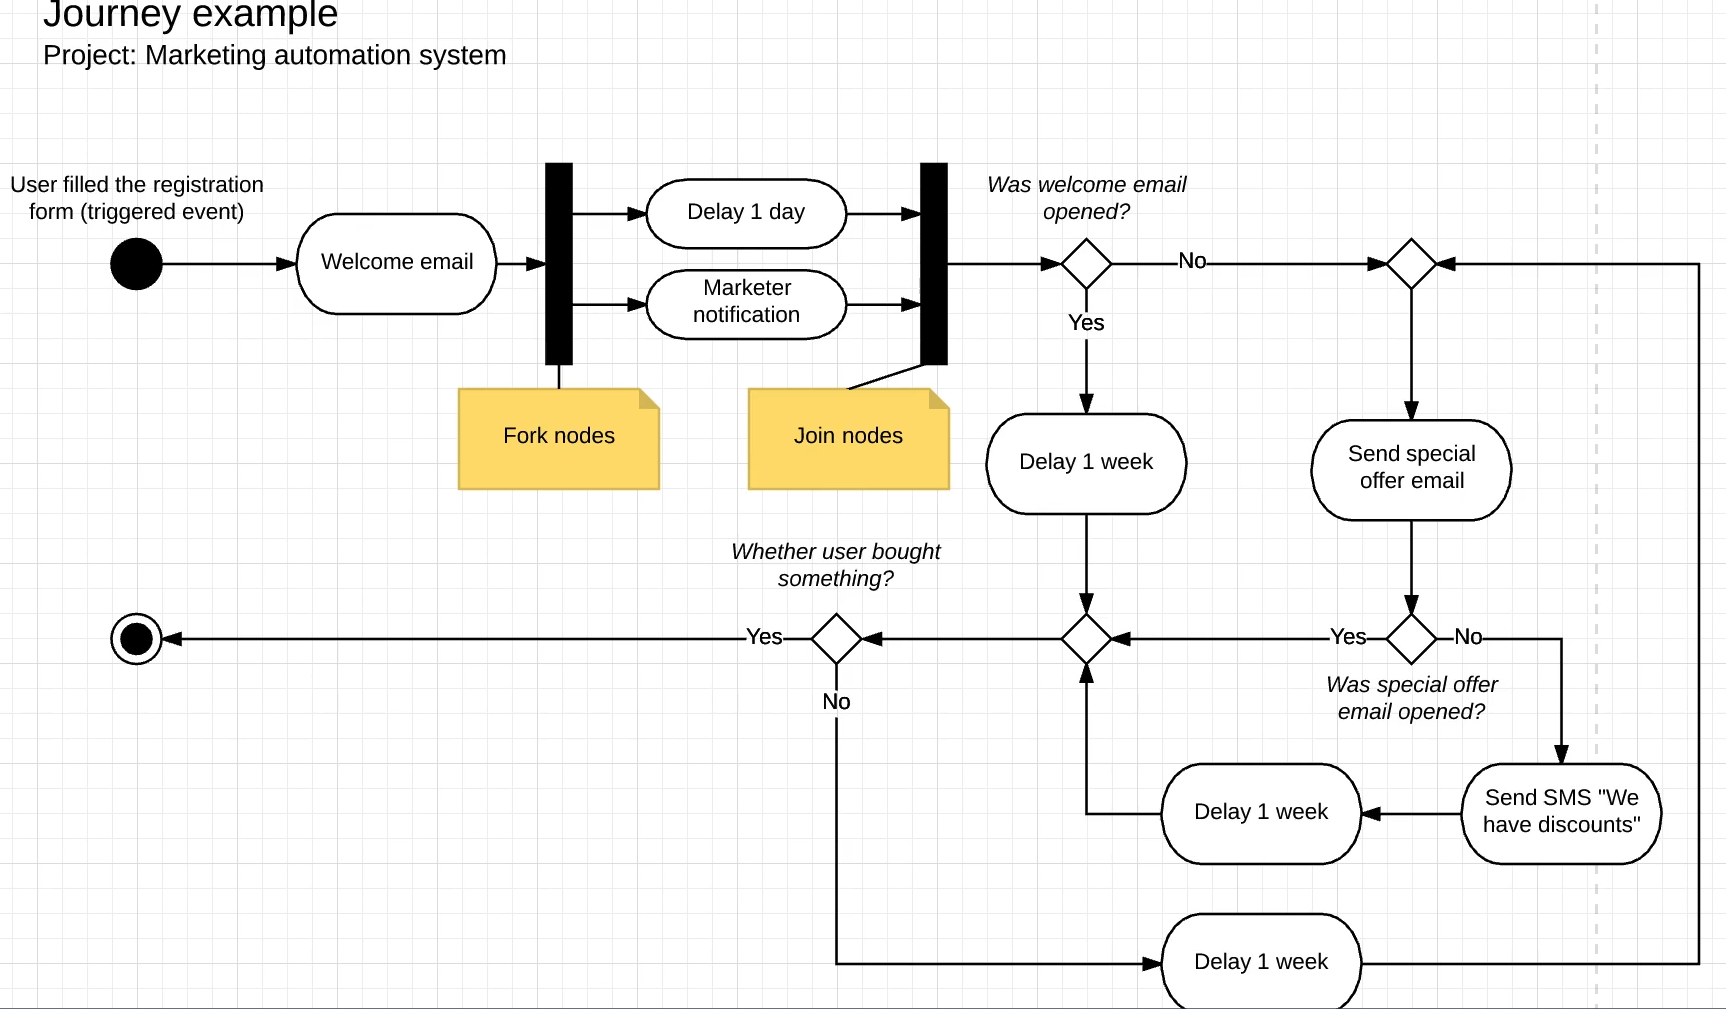 Journey example
Project: Marketing automation system
User filled the registration
form (triggered event)
Welcome email
Delay 1 day
Marketer
notification
Fork nodes
Join nodes
Was welcome email
opened?
No
Yes
Delay 1 week
Send special
offer email
Whether user bought
something?
Yes
No
Yes
No
Was special offer
email opened?
Send SMS "We
have discounts"
Delay 1 week
Delay 1 week